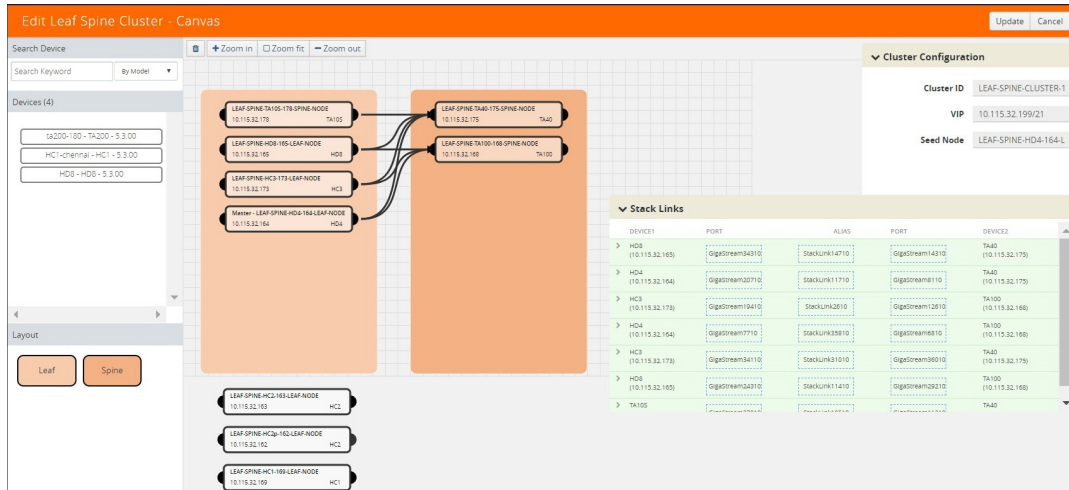 Edit Leaf Spine Cluster - Canvas
Update Cancel
Search Device
Search Keyword By Model
Devices (4)
ta200-180 - TA200 - 5.3.00
HC1-chennai - HC1 - 5.3.00
HD8 - HD8 - 5.3.00
Layout
Leaf Spine
Zoom in Zoom fit Zoom out
LEAF-SPINE-TA10S-178-SPINE-NODE
10.115.32.178 TA10S
LEAF-SPINE-HD8-165-LEAF-NODE
10.115.32.165 HD8
LEAF-SPINE-HC3-173-LEAF-NODE
10.115.32.173 HC3
Master - LEAF-SPINE-HD4-164-LEAF-NODE
10.115.32.164 HD4
LEAF-SPINE-TA40-175-SPINE-NODE
10.115.32.175 TA40
LEAF-SPINE-TA100-168-SPINE-NODE
10.115.32.168 TA100
LEAF-SPINE-HC2-163-LEAF-NODE
10.115.32.163 HC2
LEAF-SPINE-HC2p-162-LEAF-NODE
10.115.32.162 HC2
LEAF-SPINE-HC1-169-LEAF-NODE
10.115.32.169 HC1
Cluster Configuration
Cluster ID LEAF-SPINE-CLUSTER-1
VIP 10.115.32.199/21
Seed Node LEAF-SPINE-HD4-164-L
Stack Links
DEVICE1 PORT ALIAS PORT DEVICE2
HD8 GigaStream34310 StackLink14710 GigaStream14310 TA40
(10.115.32.165) (10.115.32.175)
HD4 GigaStream20710 StackLink11710 GigaStream8110 TA40
(10.115.32.164) (10.115.32.175)
HC3 GigaStream19410 StackLink2610 GigaStream12610 TA100
(10.115.32.173) (10.115.32.168)
HD4 GigaStream7710 StackLink35810 GigaStream6810 TA100
(10.115.32.164) (10.115.32.168)
HC3 GigaStream34110 StackLink31010 GigaStream36010 TA40
(10.115.32.173) (10.115.32.175)
HD8 GigaStream24310 StackLink11410 GigaStream29210 TA100
(10.115.32.165) (10.115.32.168)
TA10S TA40